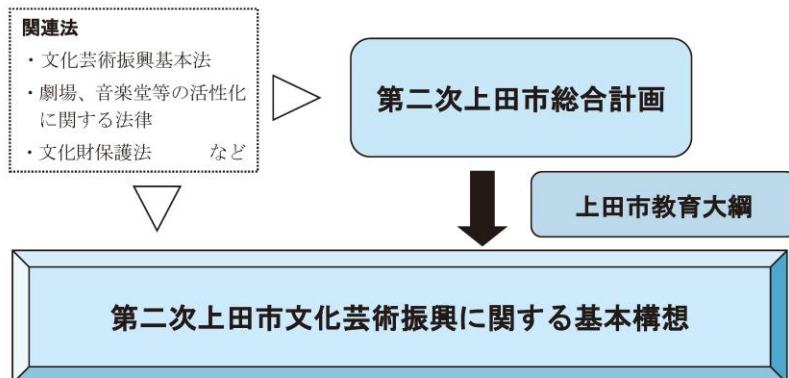 関連法
・文化芸術振興基本法
・劇場、音楽堂等の活性化
に関する法律
・文化財保護法 など
第二次上田市総合計画
上田市教育大綱
第二次上田市文化芸術振興に関する基本構想